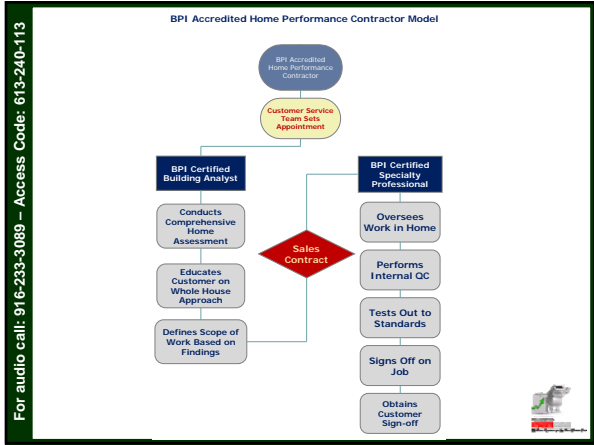 BPI Accredited Home Performance Contractor Model
For audio call: 916-233-3089 – Access Code: 613-240-113
BPI Accredited
Home Performance
Contractor
Customer Service
Team Sets
Appointment
BPI Certified
Building Analyst
Conducts
Comprehensive
Home
Assessment
Educates
Customer on
Whole House
Approach
Defines Scope of
Work Based on
Findings
Sales
Contract
BPI Certified
Specialty
Professional
Oversees
Work in Home
Performs
Internal QC
Tests Out to
Standards
Signs Off on
Job
Obtains
Customer
Sign-off